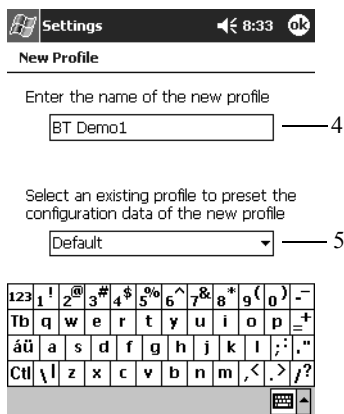 Settings 8:33 ok
New Profile
Enter the name of the new profile
BT Demo1 4
Select an existing profile to preset the
configuration data of the new profile
Default 5
123 1! 2@ 3# 4$ 5% 6^ 7& 8* 9( 0) -_
Tb q w e r t y u i o p =+
áü a s d f g h j k l ;: '"
Ctl \| z x c v b n m ,< .> /?